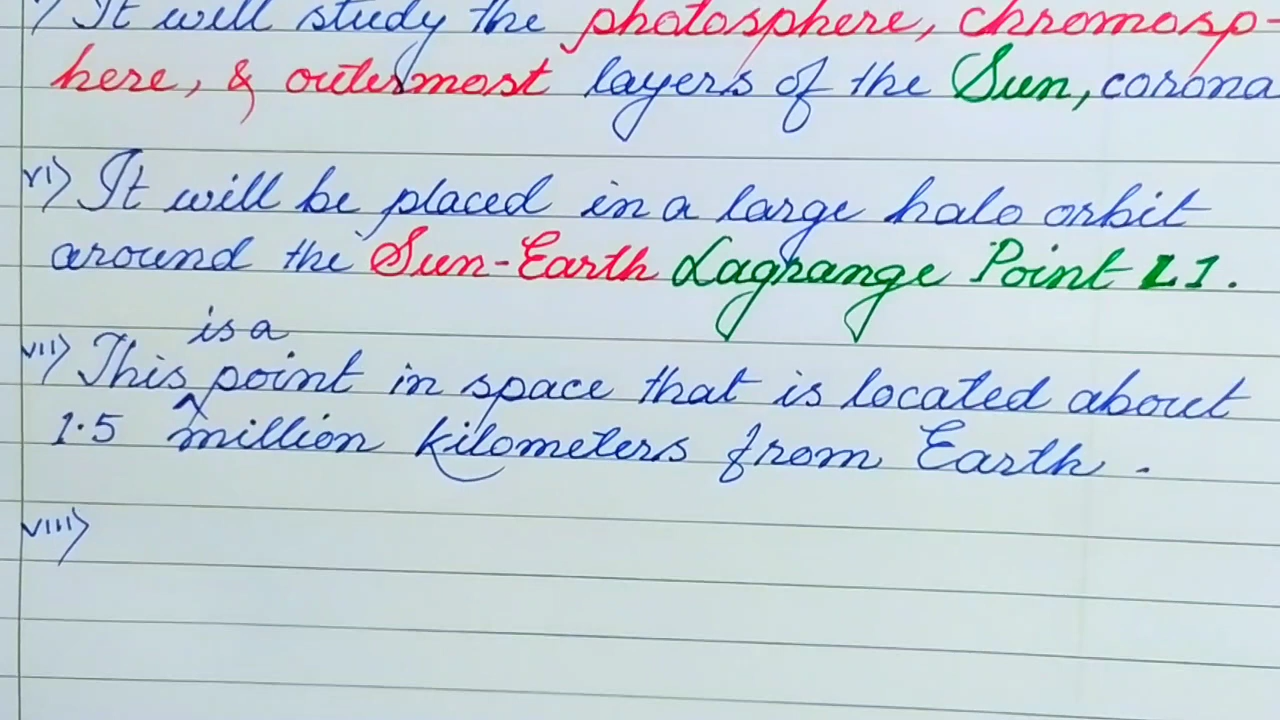 ) It will study the photosphere, chromosp-
here, & outermost layers of the Sun, corona
vi) It will be placed in a large halo orbit
around the Sun-Earth Lagrange Point L1.
is a
vii) This ^ point in space that is located about
1.5 million kilometers from Earth.
viii)